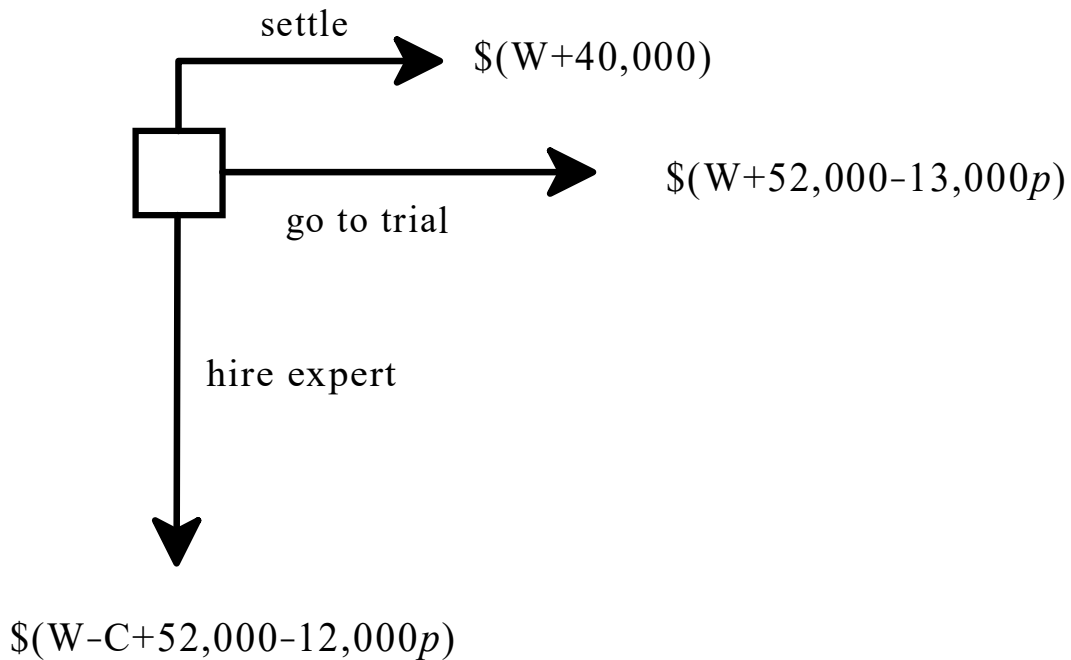 settle
$(W+40,000)
$(W+52,000-13,000p)
go to trial
hire expert
$(W-C+52,000-12,000p)